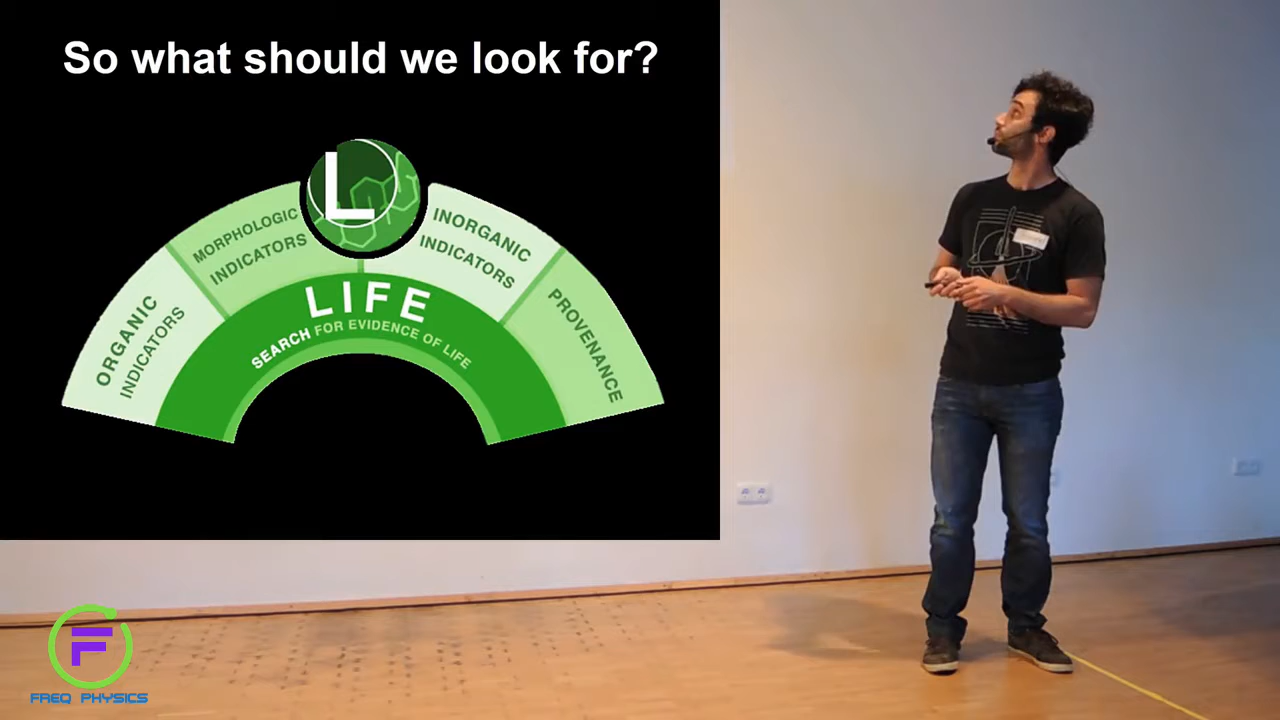 So what should we look for?
L
MORPHOLOGIC
INDICATORS
INORGANIC
INDICATORS
ORGANIC
INDICATORS
PROVENANCE
LIFE
SEARCH FOR EVIDENCE OF LIFE
F
FREQ PHYSICS